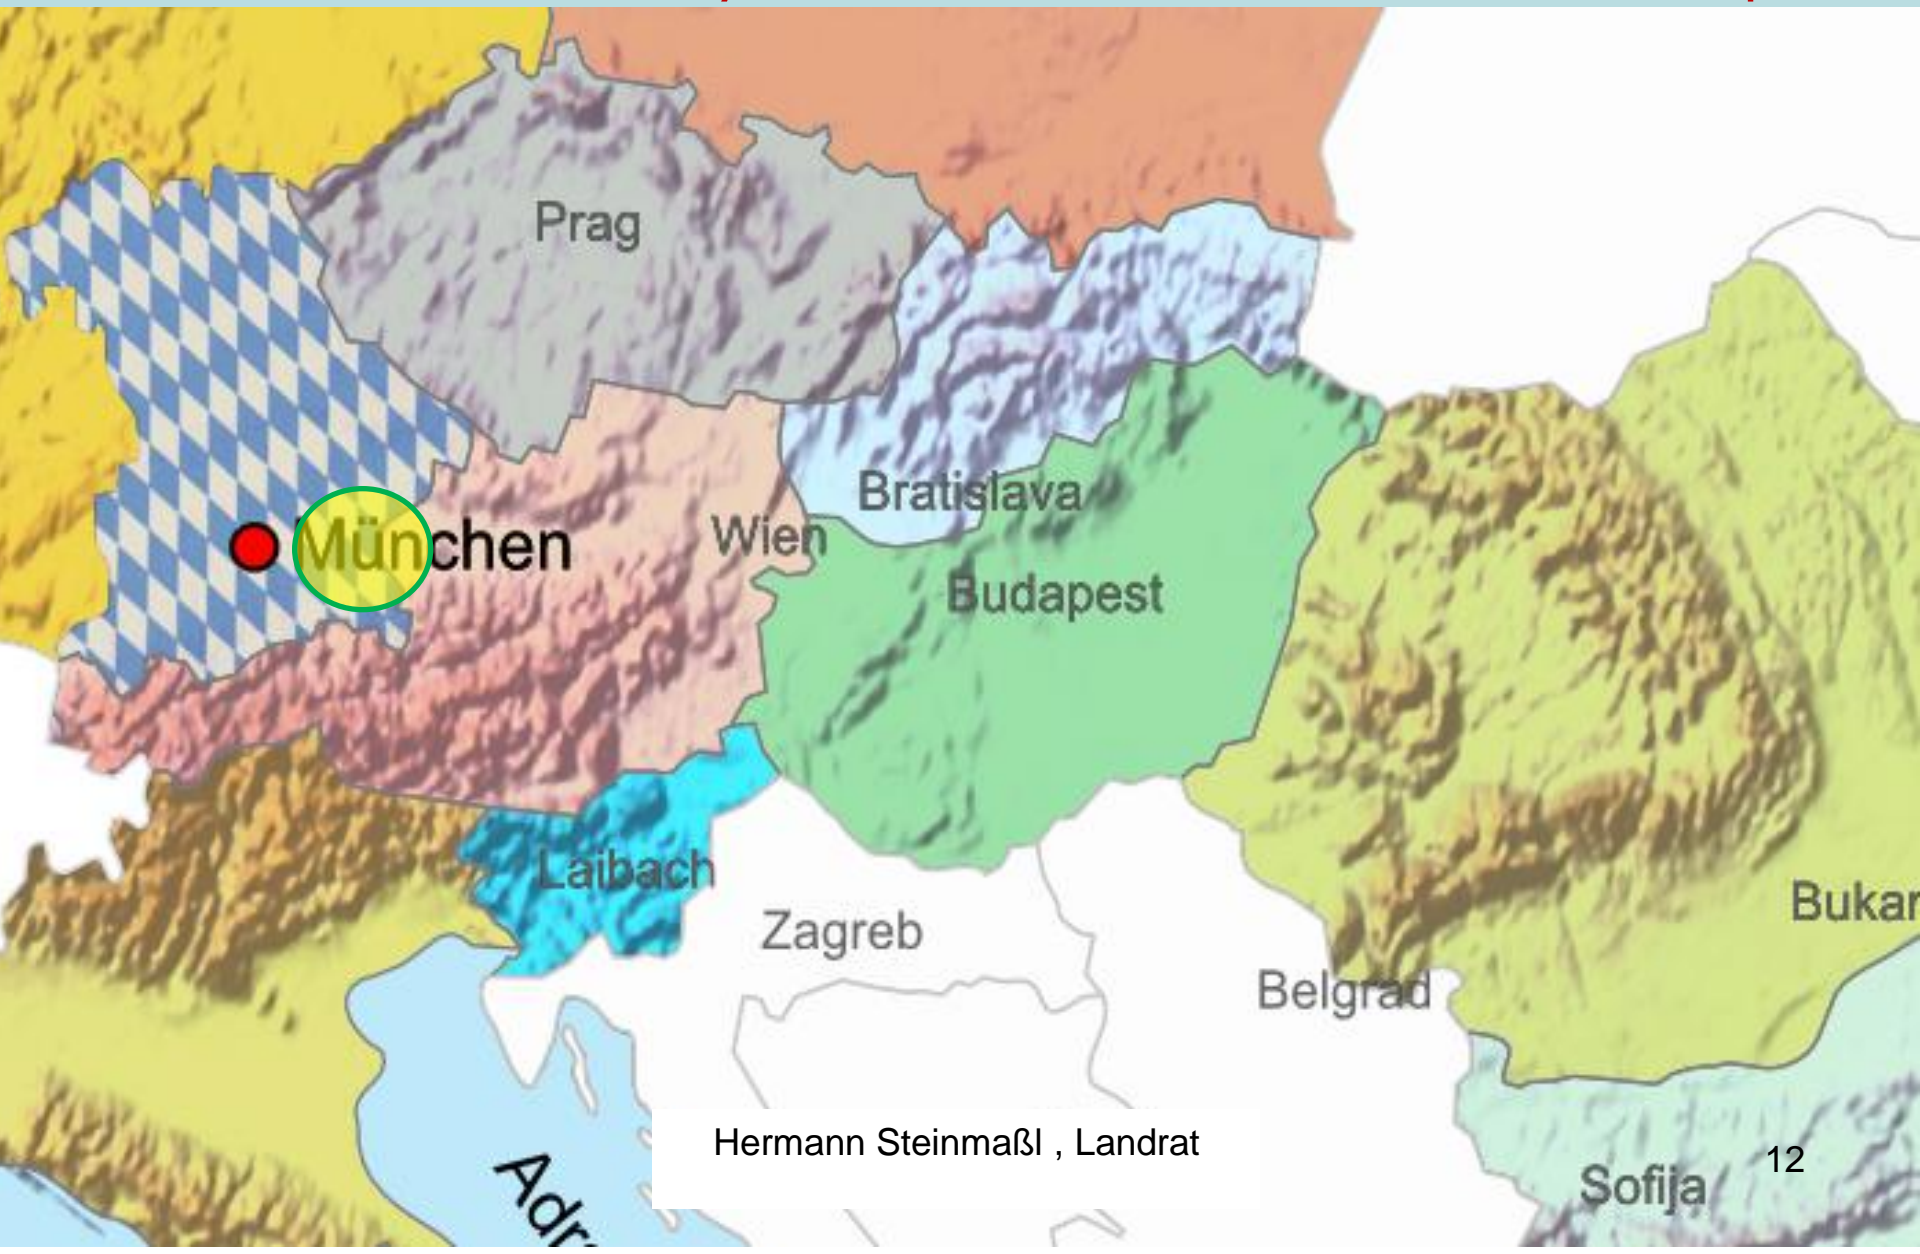 Prag
Bratislava
Wien
München
Budapest
Laibach
Zagreb
Belgrad
Hermann Steinmaßl , Landrat
12
Sofija